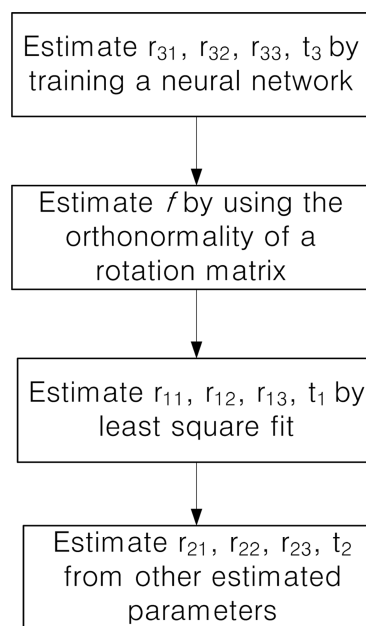 Estimate r₃₁, r₃₂, r₃₃, t₃ by
training a neural network
Estimate f by using the
orthonormality of a
rotation matrix
Estimate r₁₁, r₁₂, r₁₃, t₁ by
least square fit
Estimate r₂₁, r₂₂, r₂₃, t₂
from other estimated
parameters